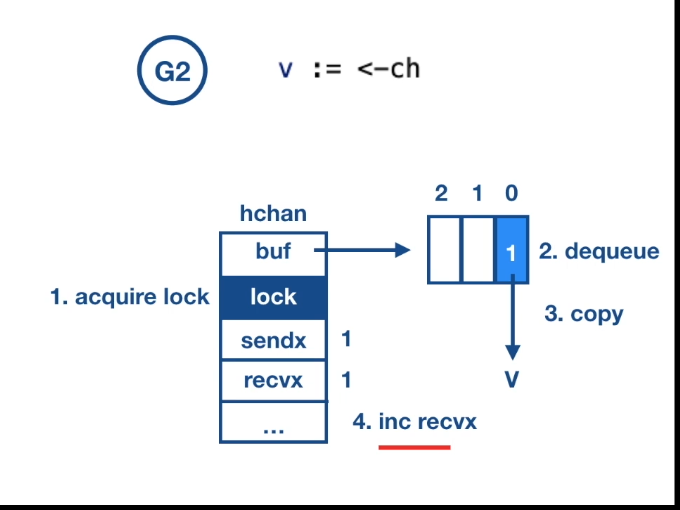 G2
v := <-ch
2 1 0
hchan
buf
1
2. dequeue
1. acquire lock
lock
3. copy
sendx
1
recvx
1
V
...
4. inc recvx